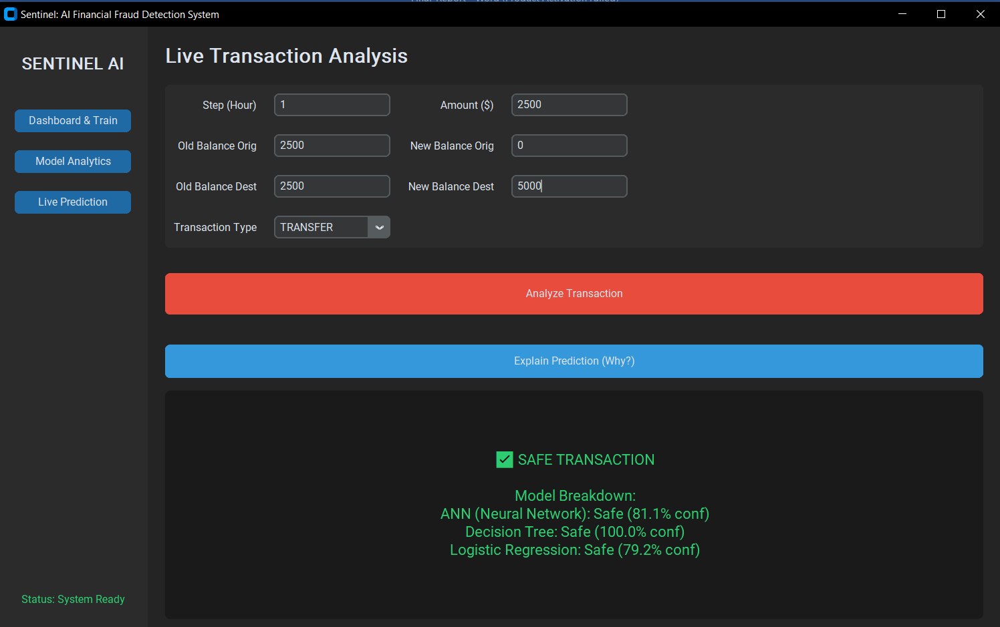 Sentinel: AI Financial Fraud Detection System
SENTINEL AI
Dashboard & Train
Model Analytics
Live Prediction
Status: System Ready
Live Transaction Analysis
Step (Hour) 1 Amount ($) 2500
Old Balance Orig 2500 New Balance Orig 0
Old Balance Dest 2500 New Balance Dest 5000
Transaction Type TRANSFER
Analyze Transaction
Explain Prediction (Why?)
SAFE TRANSACTION
Model Breakdown:
ANN (Neural Network): Safe (81.1% conf)
Decision Tree: Safe (100.0% conf)
Logistic Regression: Safe (79.2% conf)